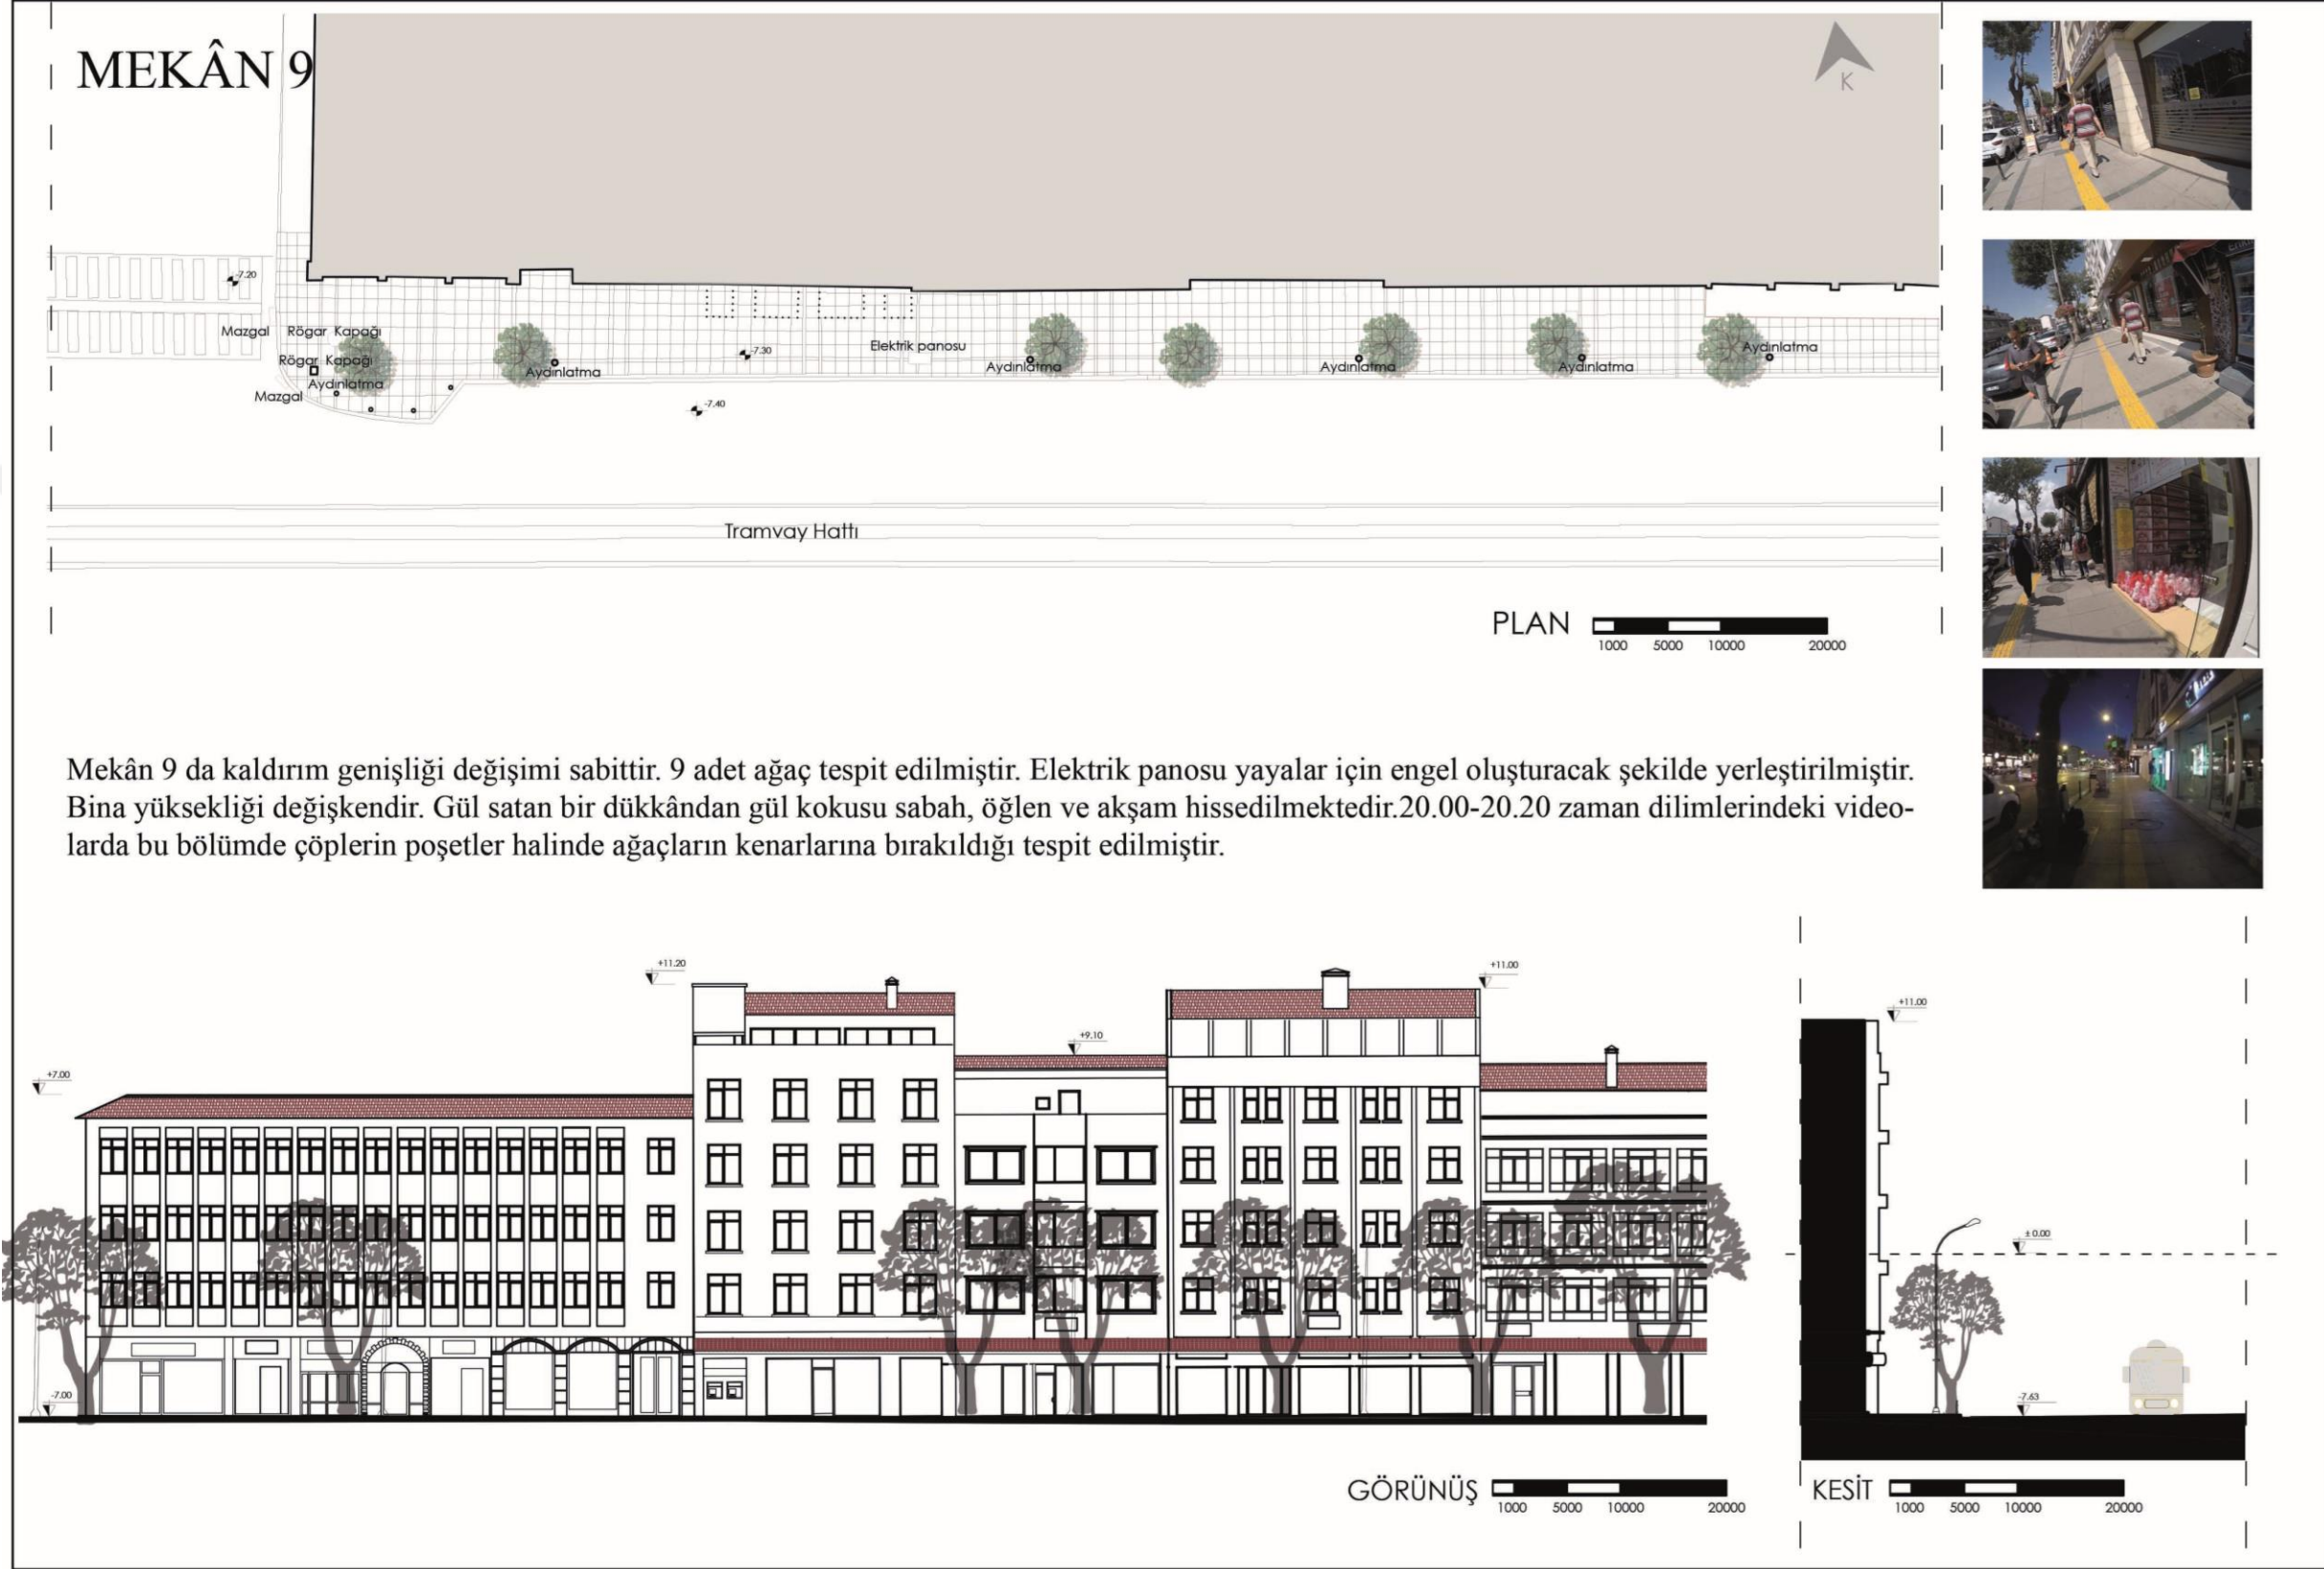 MEKÂN 9
K
-7.20
Mazgal
Rögar Kapağı
Rögar Kapağı
Aydınlatma
Mazgal
Aydınlatma
-7.30
Elektrik panosu
Aydınlatma
Aydınlatma
Aydınlatma
Aydınlatma
-7.40
Tramvay Hattı
PLAN
1000 5000 10000 20000
Mekân 9 da kaldırım genişliği değişimi sabittir. 9 adet ağaç tespit edilmiştir. Elektrik panosu yayalar için engel oluşturacak şekilde yerleştirilmiştir.
Bina yüksekliği değişkendir. Gül satan bir dükkândan gül kokusu sabah, öğlen ve akşam hissedilmektedir.20.00-20.20 zaman dilimlerindeki video-
larda bu bölümde çöplerin poşetler halinde ağaçların kenarlarına bırakıldığı tespit edilmiştir.
+7.00
+11.20
+9.10
+11.00
-7.00
GÖRÜNÜŞ
1000 5000 10000 20000
+11.00
± 0.00
-7.63
KESİT
1000 5000 10000 20000